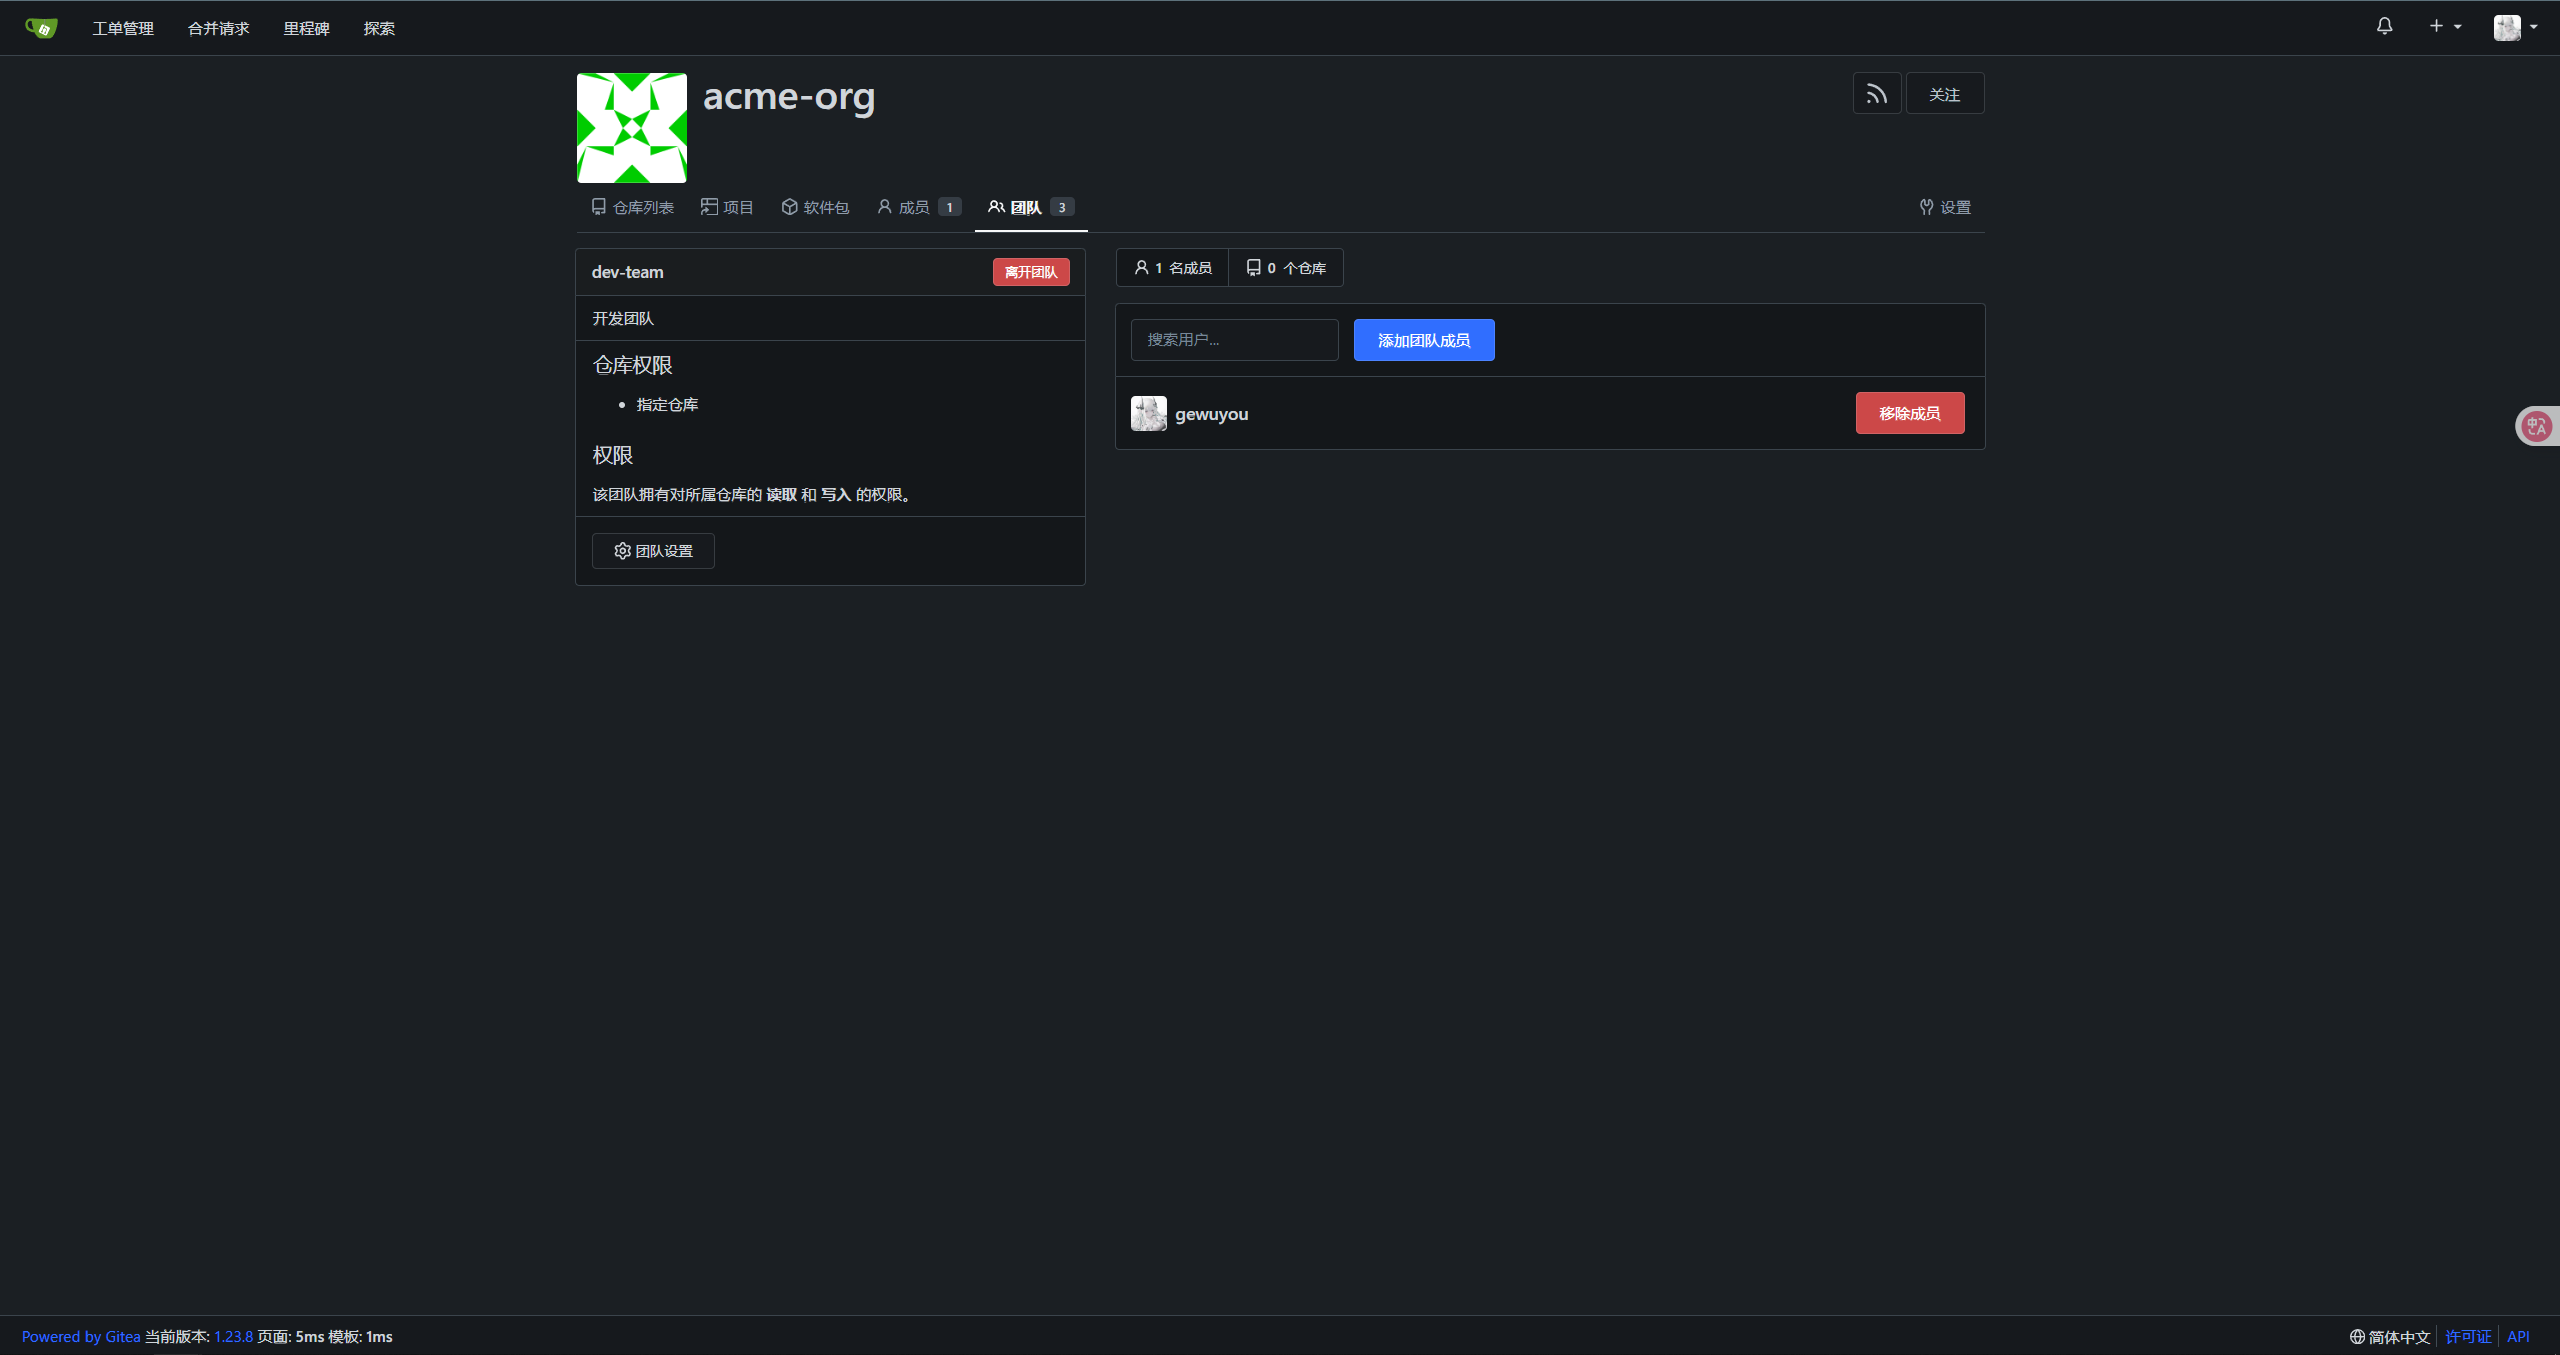 工单管理 合并请求 里程碑 探索
acme-org
关注
仓库列表 项目 软件包 成员 1 团队 3 设置
dev-team 离开团队
开发团队
仓库权限
指定仓库
权限
该团队拥有对所属仓库的 读取 和 写入 的权限。
团队设置
1 名成员 0 个仓库
搜索用户... 添加团队成员
gewuyou 移除成员
Powered by Gitea 当前版本: 1.23.8 页面: 5ms 模板: 1ms
简体中文 许可证 API